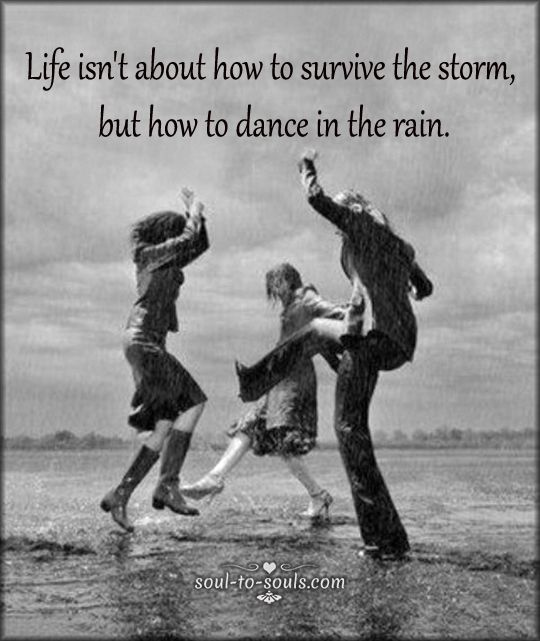 Life isn't about how to survive the storm,
but how to dance in the rain.
soul-to-souls.com